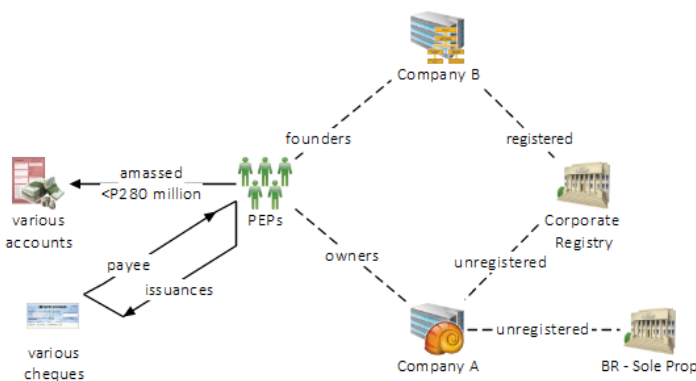 Company B
founders
registered
amassed
<P280 million
various
accounts
PEPs
Corporate
Registry
payee
owners
unregistered
issuances
unregistered
various
cheques
Company A
BR - Sole Prop